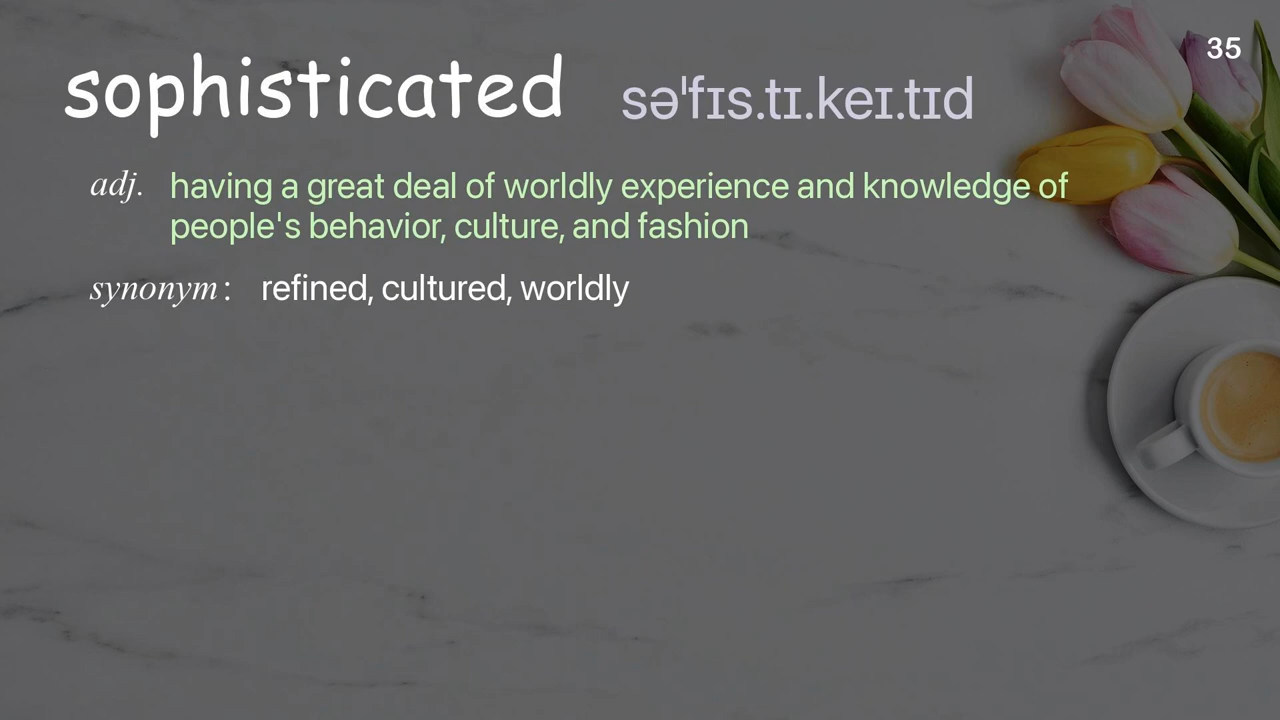 35
sophisticated səˈfɪs.tɪ.keɪ.tɪd
adj. having a great deal of worldly experience and knowledge of
people's behavior, culture, and fashion
synonym : refined, cultured, worldly